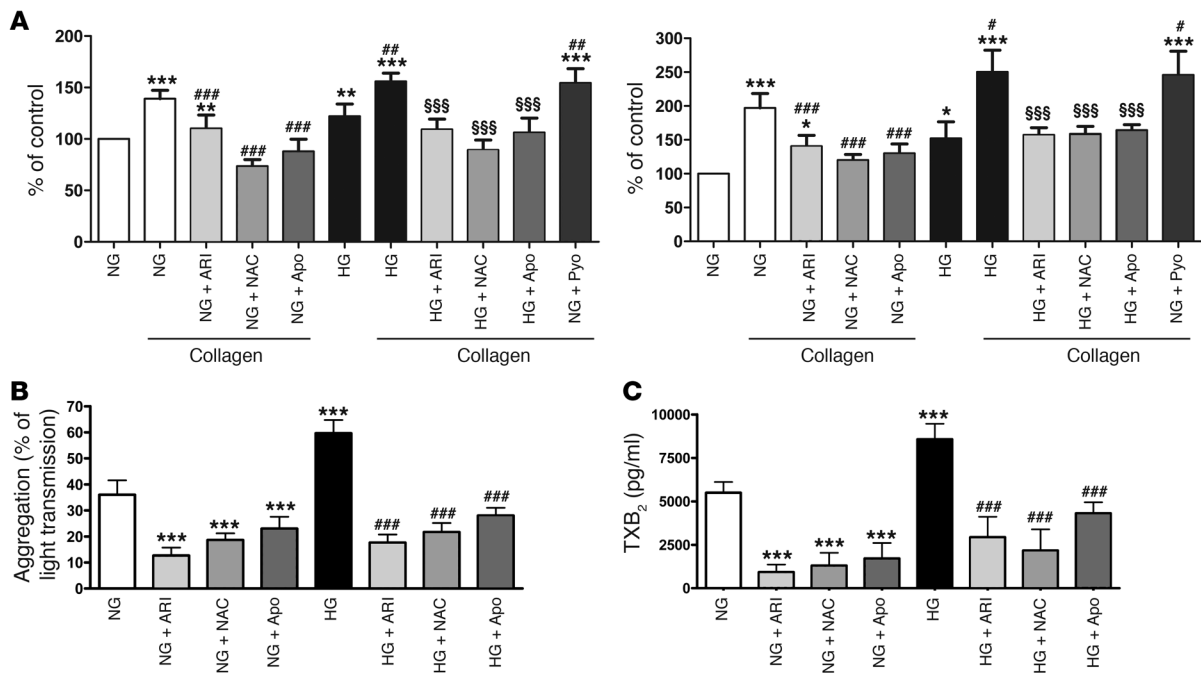 A
% of control
200
150
100
50
0
***
**
###
###
###
**
***
##
§§§
§§§
§§§
***
##
NG
NG
NG + ARI
NG + NAC
NG + Apo
HG
HG
HG + ARI
HG + NAC
HG + Apo
NG + Pyo
Collagen
Collagen
% of control
300
250
200
150
100
50
0
***
###
*
###
###
*
#
***
§§§
§§§
§§§
#
***
NG
NG
NG + ARI
NG + NAC
NG + Apo
HG
HG
HG + ARI
HG + NAC
HG + Apo
NG + Pyo
Collagen
Collagen
B
Aggregation (% of
light transmission)
70
60
50
40
30
20
10
0
***
***
***
***
###
###
###
NG
NG + ARI
NG + NAC
NG + Apo
HG
HG + ARI
HG + NAC
HG + Apo
C
TXB₂ (pg/ml)
10000
7500
5000
2500
0
***
***
***
***
###
###
###
NG
NG + ARI
NG + NAC
NG + Apo
HG
HG + ARI
HG + NAC
HG + Apo